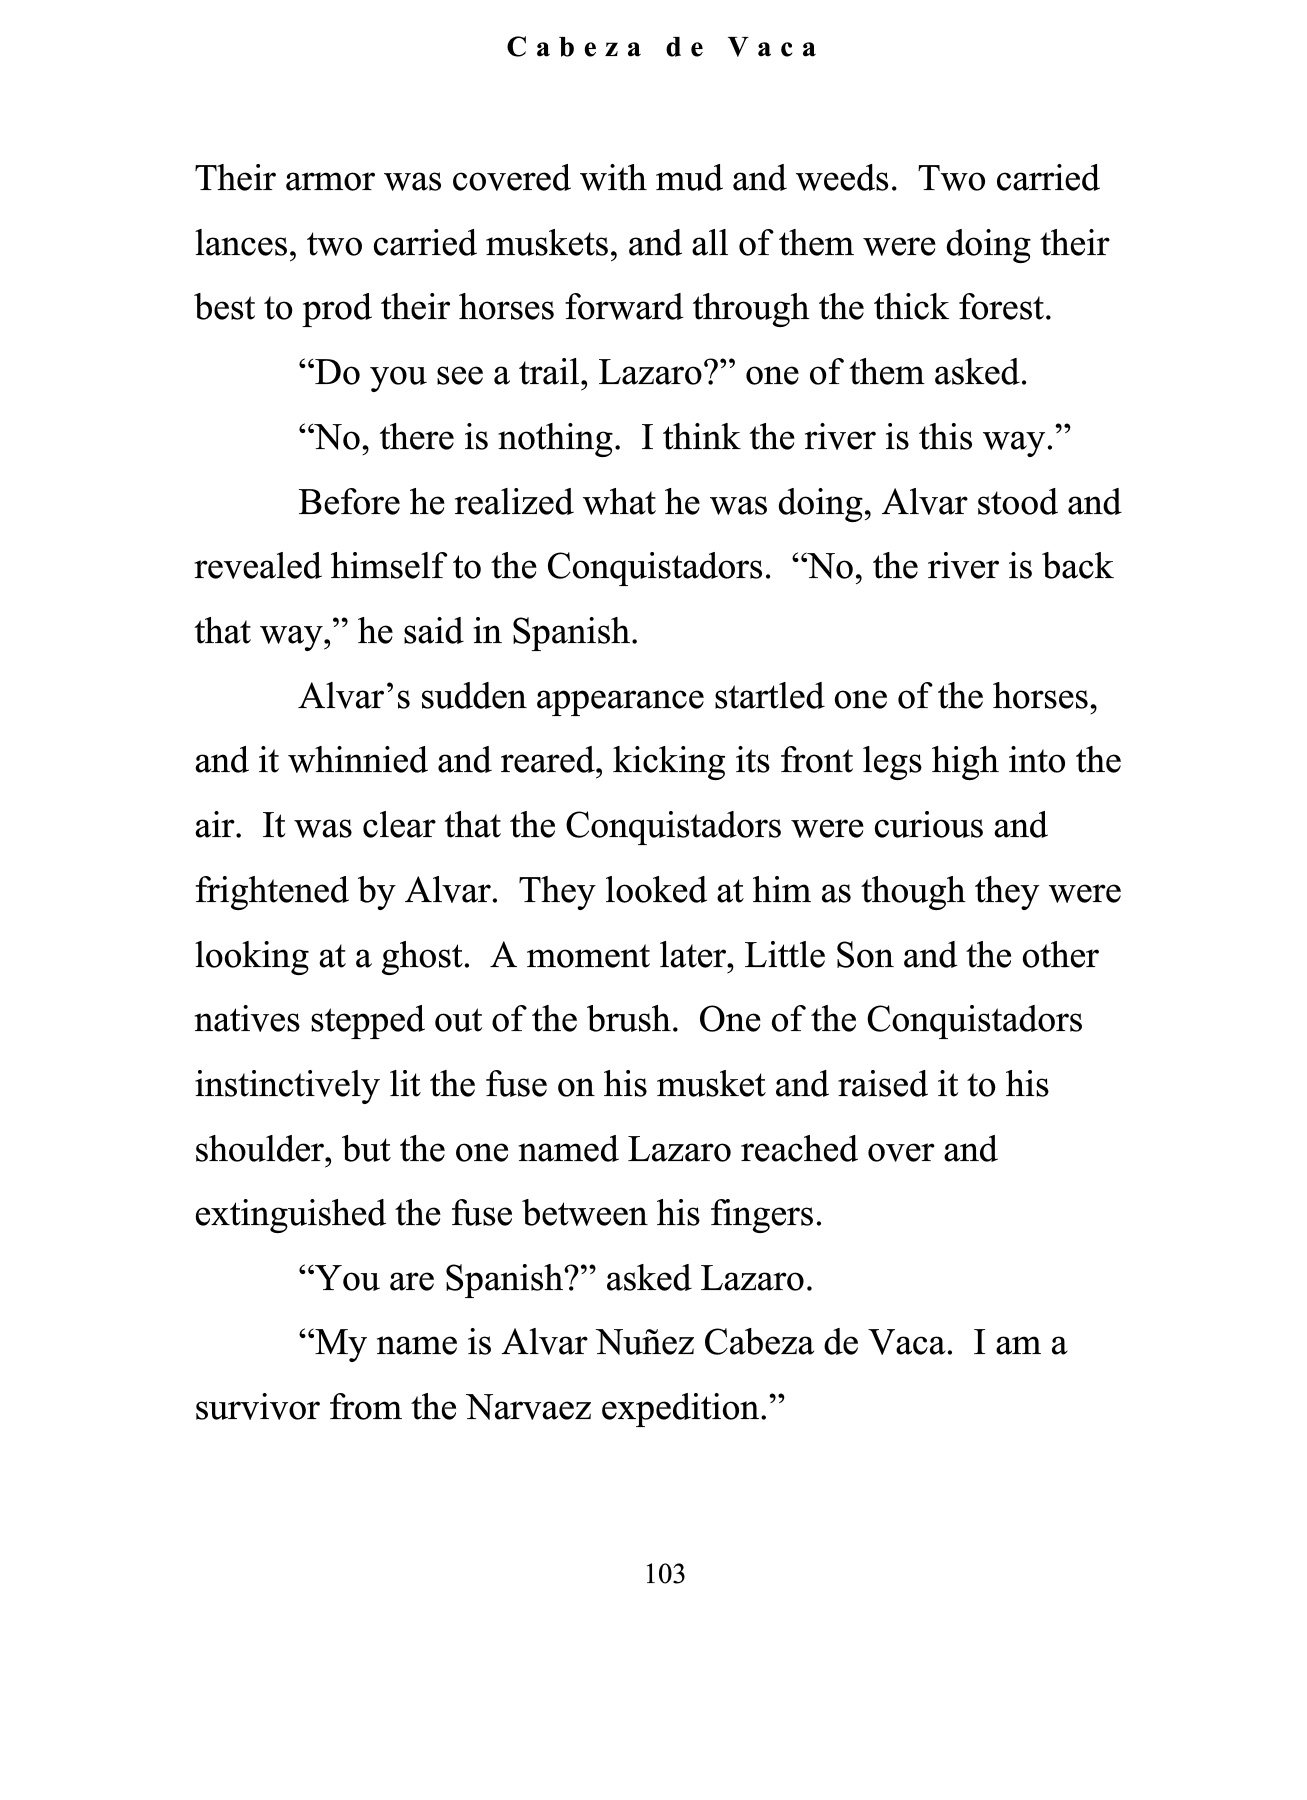 Cabeza de Vaca
Their armor was covered with mud and weeds.  Two carried
lances, two carried muskets, and all of them were doing their
best to prod their horses forward through the thick forest.
“Do you see a trail, Lazaro?” one of them asked.
“No, there is nothing.  I think the river is this way.”
Before he realized what he was doing, Alvar stood and
revealed himself to the Conquistadors.  “No, the river is back
that way,” he said in Spanish.
Alvar’s sudden appearance startled one of the horses,
and it whinnied and reared, kicking its front legs high into the
air.  It was clear that the Conquistadors were curious and
frightened by Alvar.  They looked at him as though they were
looking at a ghost.  A moment later, Little Son and the other
natives stepped out of the brush.  One of the Conquistadors
instinctively lit the fuse on his musket and raised it to his
shoulder, but the one named Lazaro reached over and
extinguished the fuse between his fingers.
“You are Spanish?” asked Lazaro.
“My name is Alvar Nuñez Cabeza de Vaca.  I am a
survivor from the Narvaez expedition.”
103